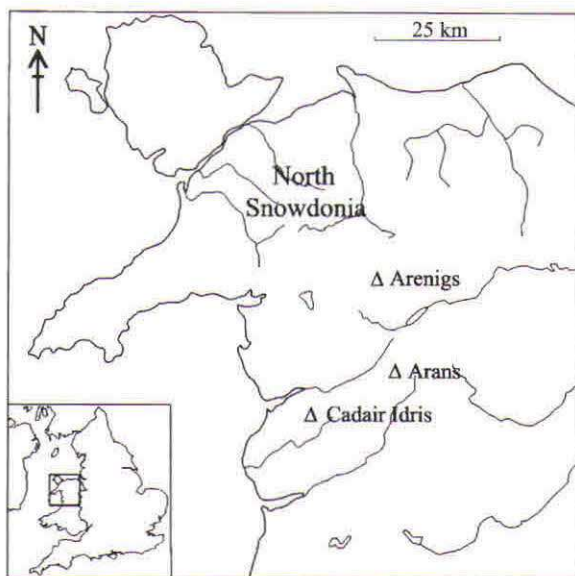 N
25 km
North
Snowdonia
Δ Arenigs
Δ Arans
Δ Cadair Idris